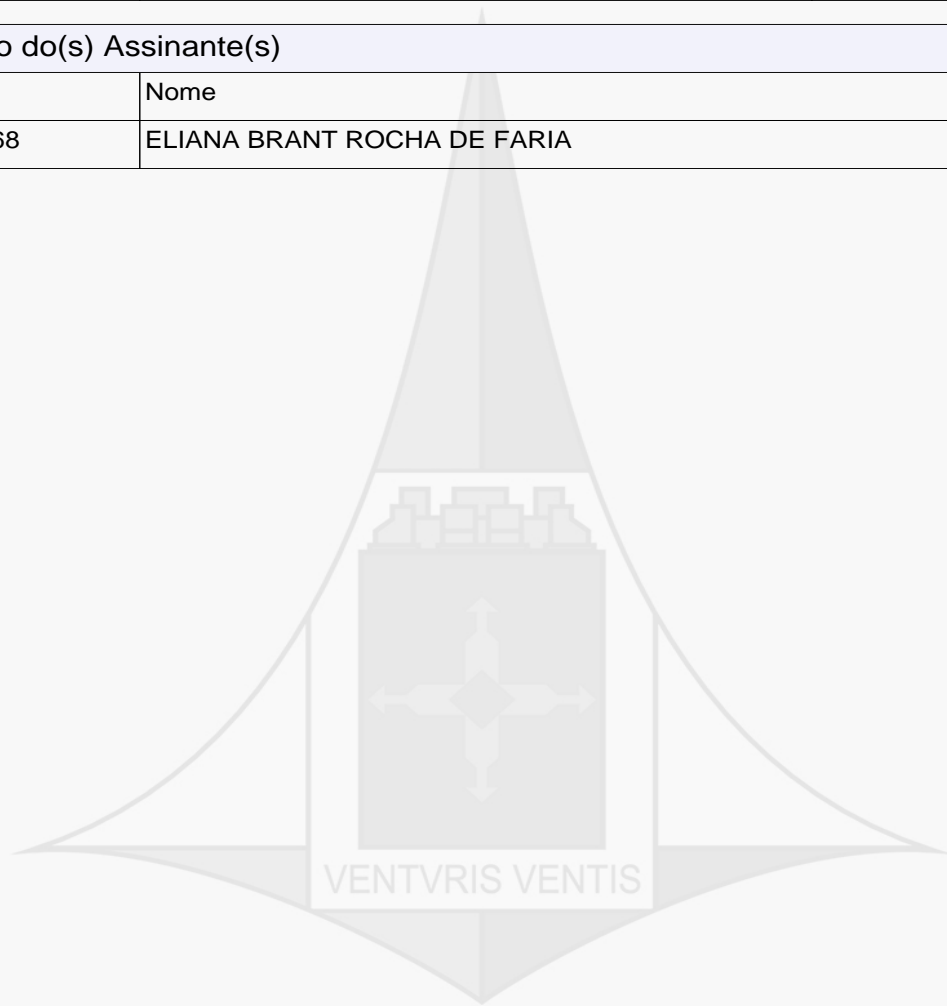 do(s) Assinante(s)
Nome
68 ELIANA BRANT ROCHA DE FARIA
VENTVRIS VENTIS